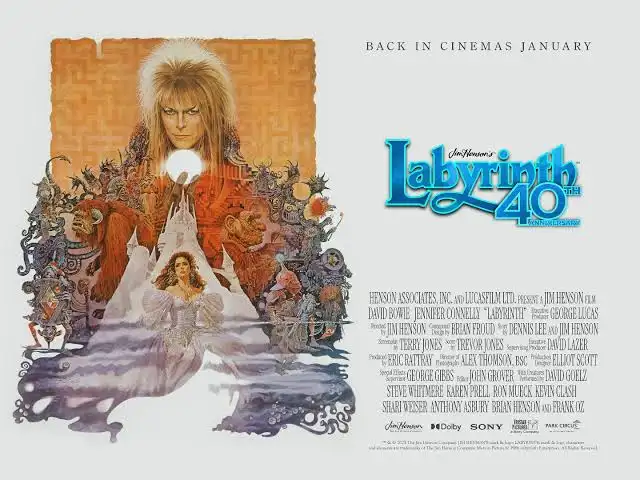 BACK IN CINEMAS JANUARY
Jim Henson's
Labyrinth
40TH
ANNIVERSARY
HENSON ASSOCIATES, INC. AND LUCASFILM LTD. PRESENT A JIM HENSON FILM
DAVID BOWIE JENNIFER CONNELLY "LABYRINTH" Executive Producer GEORGE LUCAS
Directed by JIM HENSON Conceptual Design by BRIAN FROUD Story by DENNIS LEE AND JIM HENSON
Screenplay by TERRY JONES Score by TREVOR JONES Executive Supervising Producer DAVID LAZER
Produced by ERIC RATTRAY Director of Photography ALEX THOMSON, BSC Production Designer ELLIOT SCOTT
Special Effects Supervisor GEORGE GIBBS Editor JOHN GROVER With Creatures Performed by DAVID GOELZ
STEVE WHITMIRE KAREN PRELL RON MUECK KEVIN CLASH
SHARI WEISER ANTHONY ASBURY BRIAN HENSON AND FRANK OZ
Jim Henson Dolby SONY TRISTAR PICTURES PARK CIRCUS